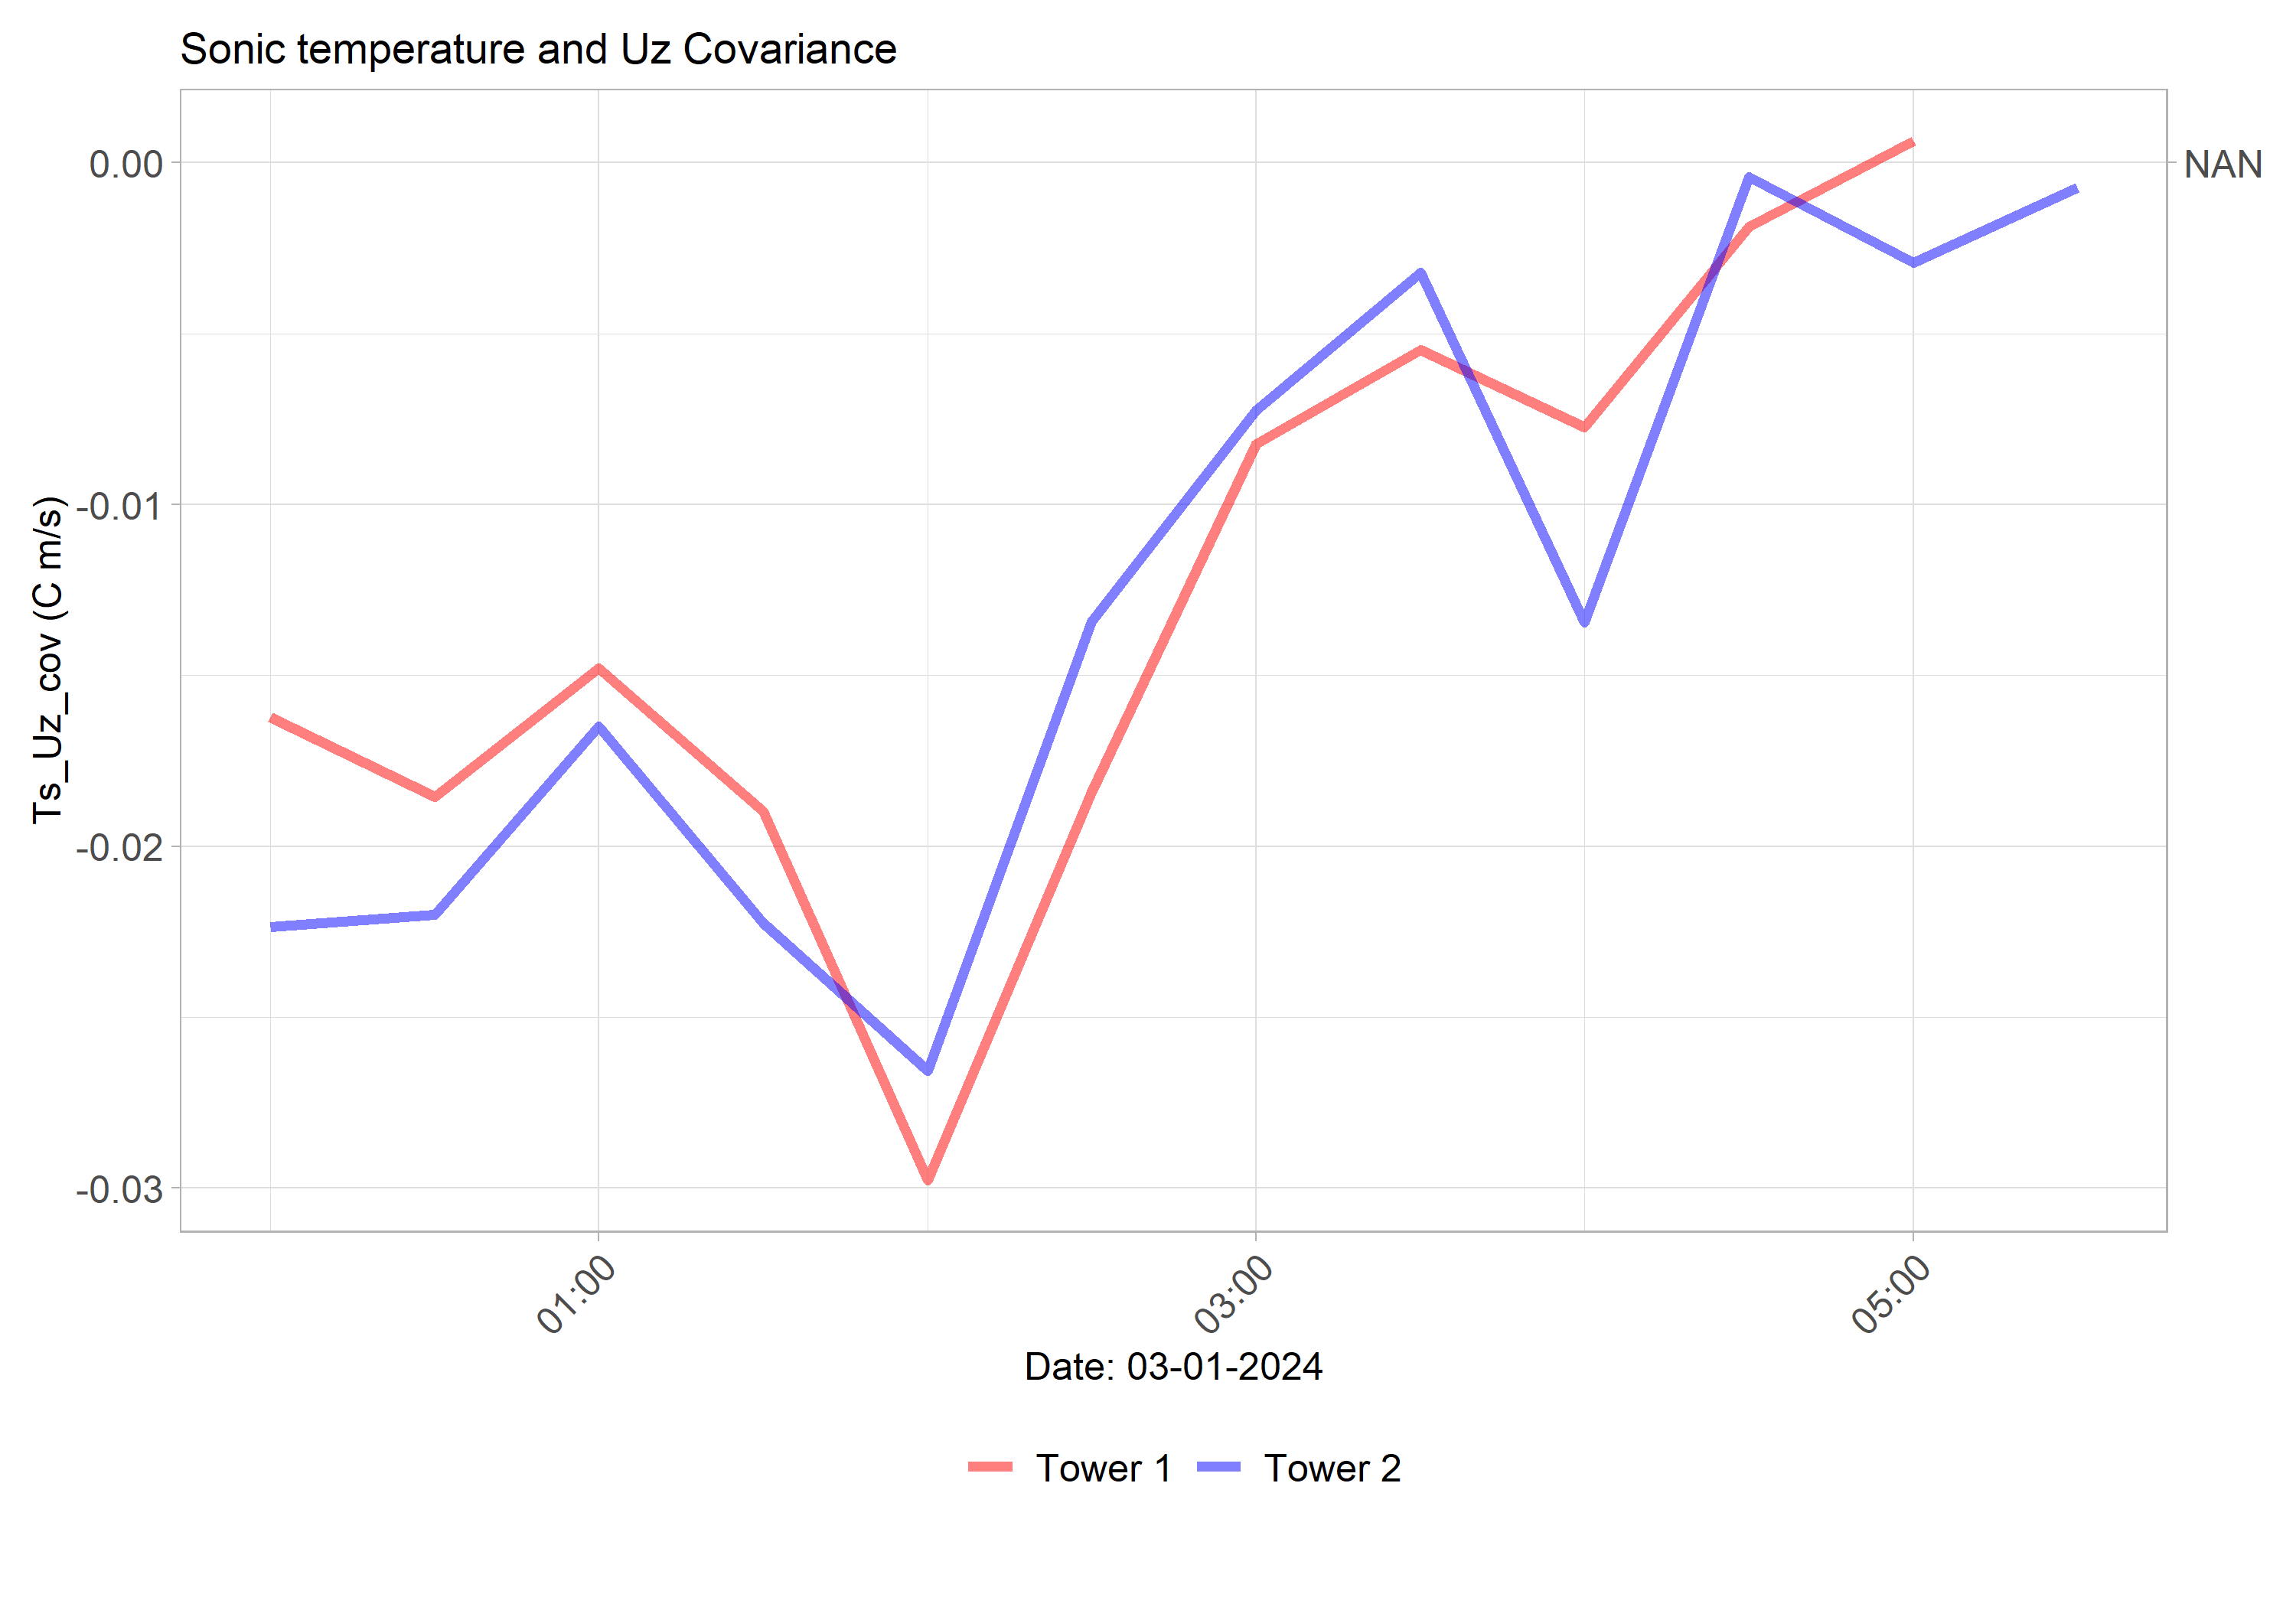 Sonic temperature and Uz Covariance
Ts_Uz_cov (C m/s)
0.00
-0.01
-0.02
-0.03
NAN
01:00
03:00
05:00
Date: 03-01-2024
Tower 1
Tower 2